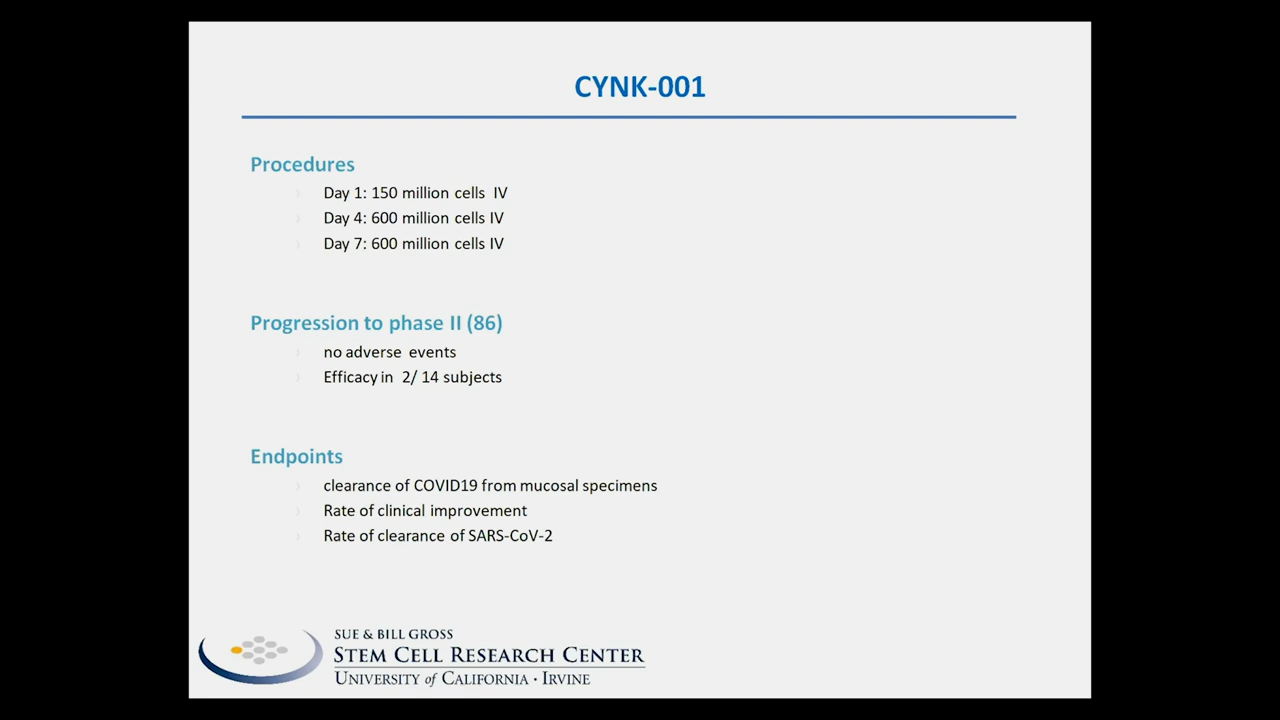 CYNK-001
Procedures
Day 1: 150 million cells IV
Day 4: 600 million cells IV
Day 7: 600 million cells IV
Progression to phase II (86)
no adverse events
Efficacy in 2/ 14 subjects
Endpoints
clearance of COVID19 from mucosal specimens
Rate of clinical improvement
Rate of clearance of SARS-CoV-2
SUE & BILL GROSS
STEM CELL RESEARCH CENTER
UNIVERSITY of CALIFORNIA • IRVINE